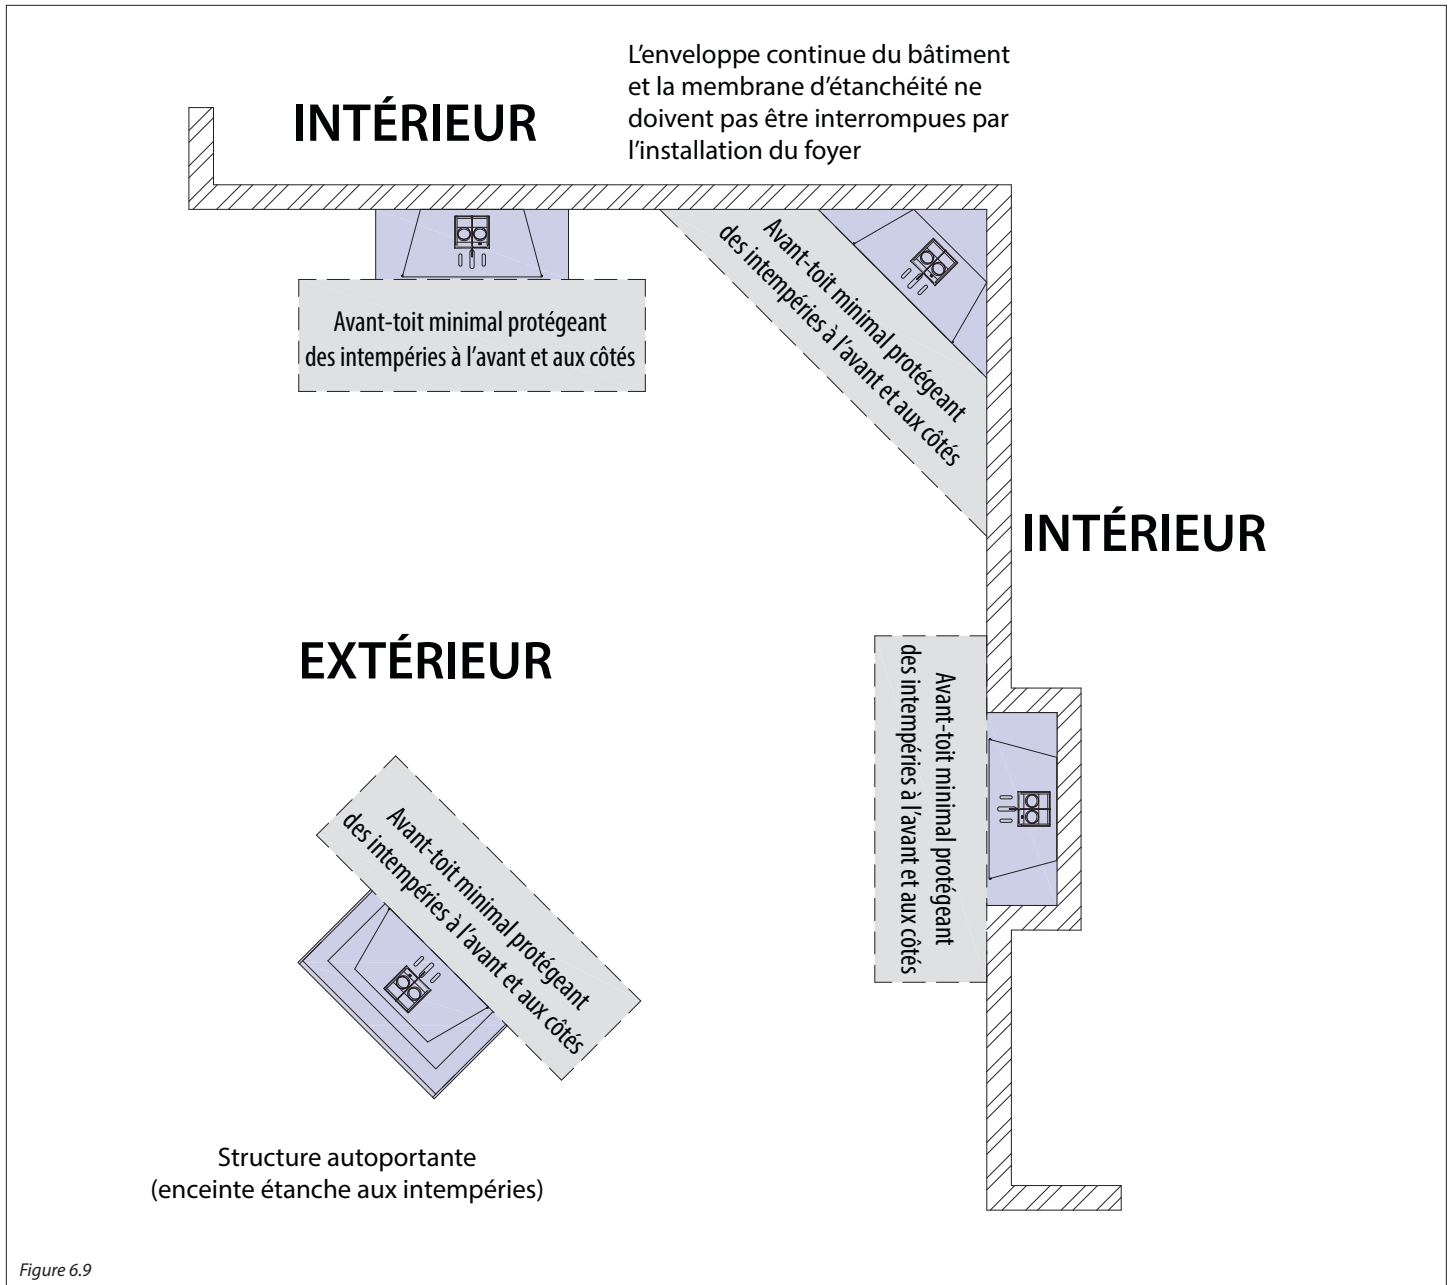 L'enveloppe continue du bâtiment
et la membrane d'étanchéité ne
doivent pas être interrompues par
l'installation du foyer
INTÉRIEUR
Avant-toit minimal protégeant
des intempéries à l'avant et aux côtés
Avant-toit minimal protégeant
des intempéries à l'avant et aux côtés
INTÉRIEUR
EXTÉRIEUR
Avant-toit minimal protégeant
des intempéries à l'avant et aux côtés
Avant-toit minimal protégeant
des intempéries à l'avant et aux côtés
Structure autoportante
(enceinte étanche aux intempéries)
Figure 6.9